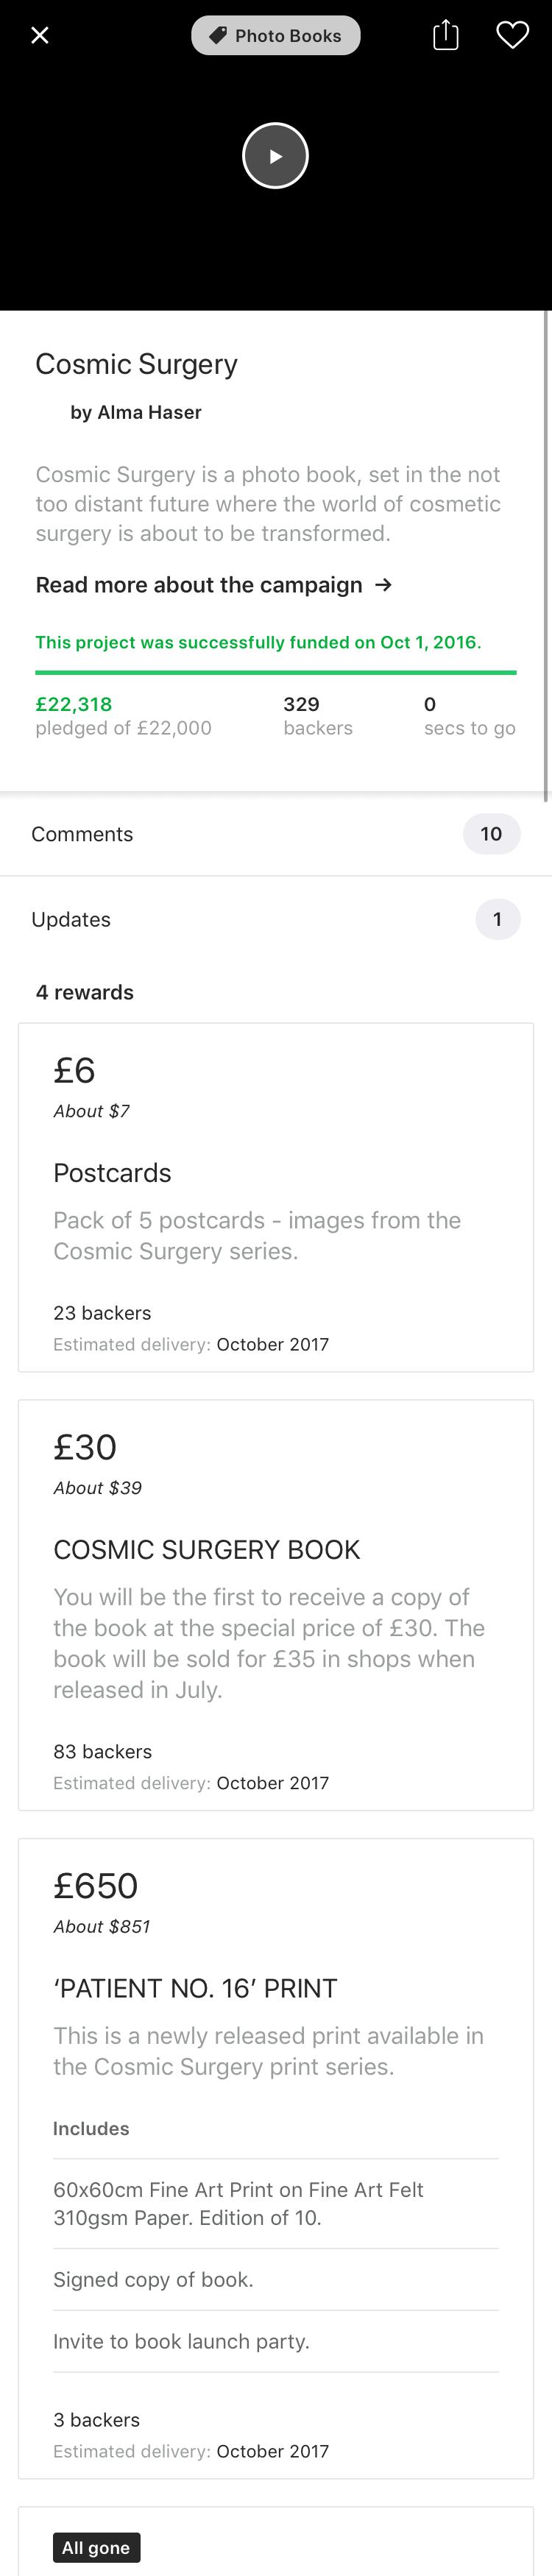 Photo Books
Cosmic Surgery
by Alma Haser
Cosmic Surgery is a photo book, set in the not
too distant future where the world of cosmetic
surgery is about to be transformed.
Read more about the campaign →
This project was successfully funded on Oct 1, 2016.
£22,318
pledged of £22,000
329
backers
0
secs to go
Comments
10
Updates
1
4 rewards
£6
About $7
Postcards
Pack of 5 postcards - images from the
Cosmic Surgery series.
23 backers
Estimated delivery: October 2017
£30
About $39
COSMIC SURGERY BOOK
You will be the first to receive a copy of
the book at the special price of £30. The
book will be sold for £35 in shops when
released in July.
83 backers
Estimated delivery: October 2017
£650
About $851
‘PATIENT NO. 16’ PRINT
This is a newly released print available in
the Cosmic Surgery print series.
Includes
60x60cm Fine Art Print on Fine Art Felt
310gsm Paper. Edition of 10.
Signed copy of book.
Invite to book launch party.
3 backers
Estimated delivery: October 2017
All gone